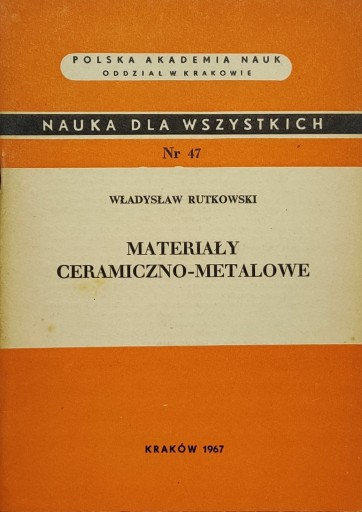 POLSKA AKADEMIA NAUK
ODDZIAŁ W KRAKOWIE
NAUKA DLA WSZYSTKICH
Nr 47
WŁADYSŁAW RUTKOWSKI
MATERIAŁY
CERAMICZNO-METALOWE
KRAKÓW 1967